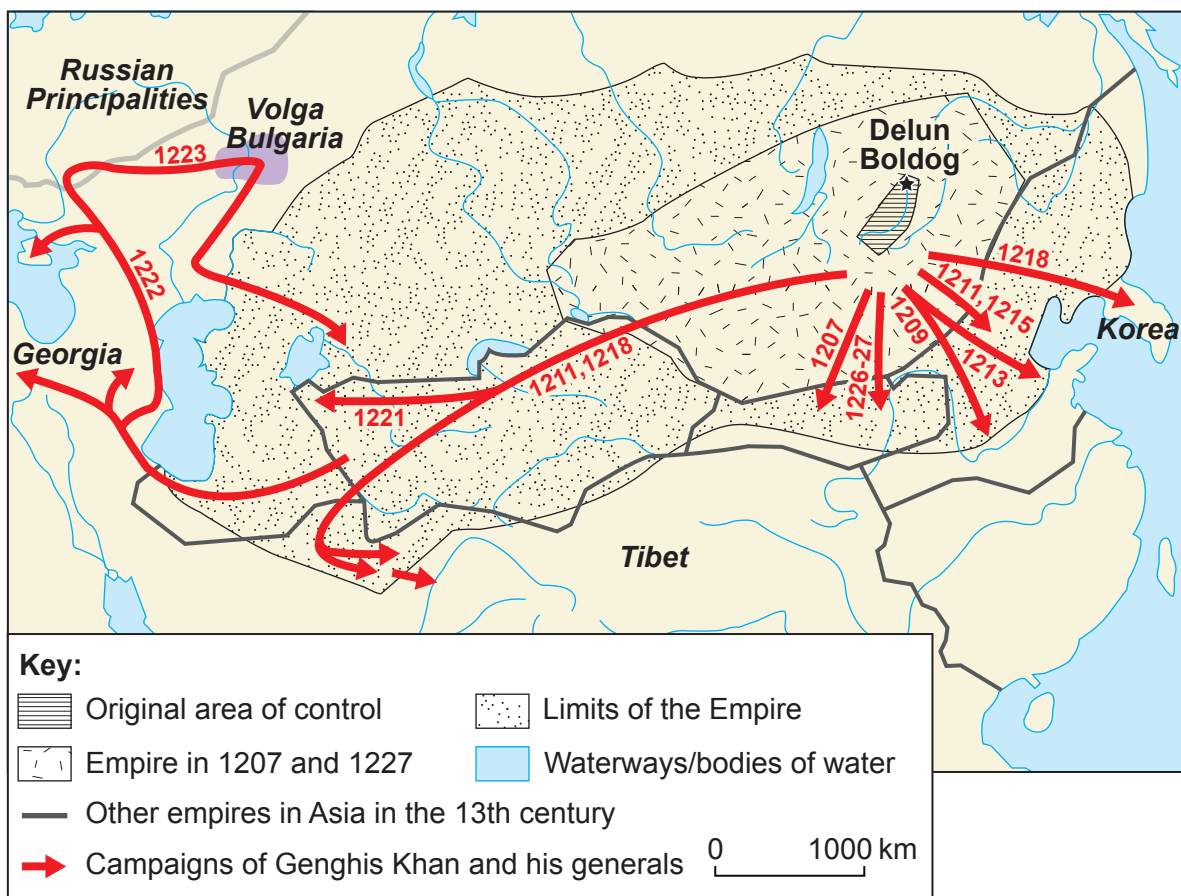 Russian
Principalities
Volga
Bulgaria
1223
1222
Georgia
Delun
Boldog
1218
1211, 1215
Korea
1207
1226-27
1209
1213
1211, 1218
1221
Tibet
Key:
Original area of control
Limits of the Empire
Empire in 1207 and 1227
Waterways/bodies of water
Other empires in Asia in the 13th century
Campaigns of Genghis Khan and his generals
0 1000 km